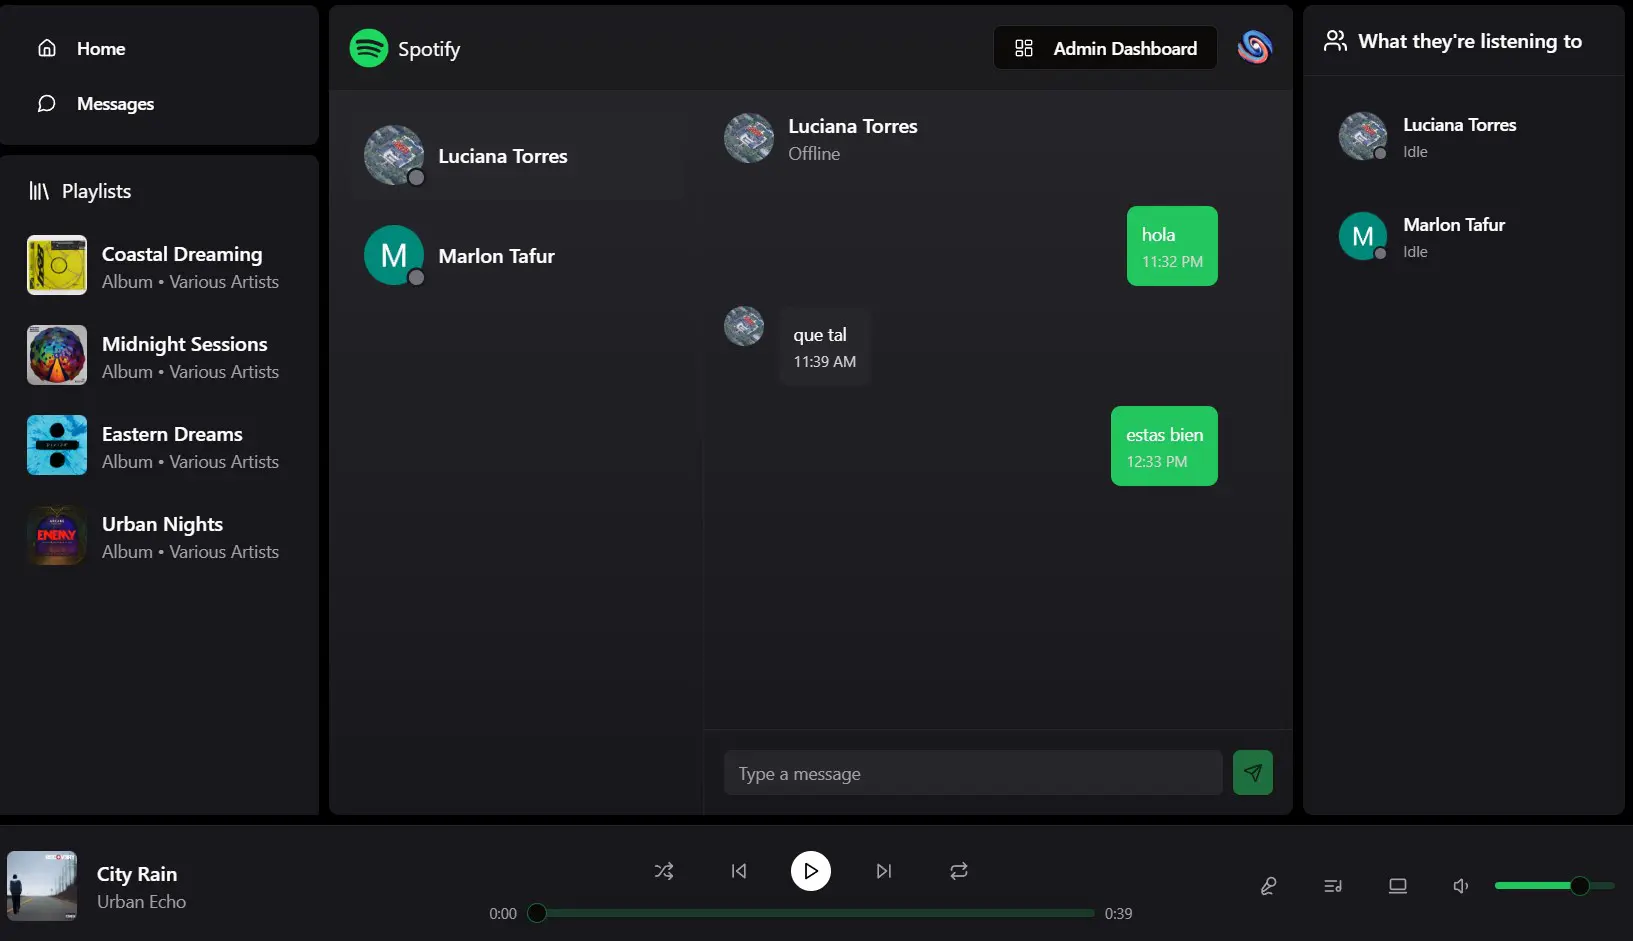 Home
Messages
Playlists
Coastal Dreaming
Album • Various Artists
Midnight Sessions
Album • Various Artists
Eastern Dreams
Album • Various Artists
ENEMY
Urban Nights
Album • Various Artists
Spotify
Admin Dashboard
Luciana Torres
M
Marlon Tafur
Luciana Torres
Offline
hola
11:32 PM
que tal
11:39 AM
estas bien
12:33 PM
Type a message
What they're listening to
Luciana Torres
Idle
M
Marlon Tafur
Idle
City Rain
Urban Echo
0:00
0:39